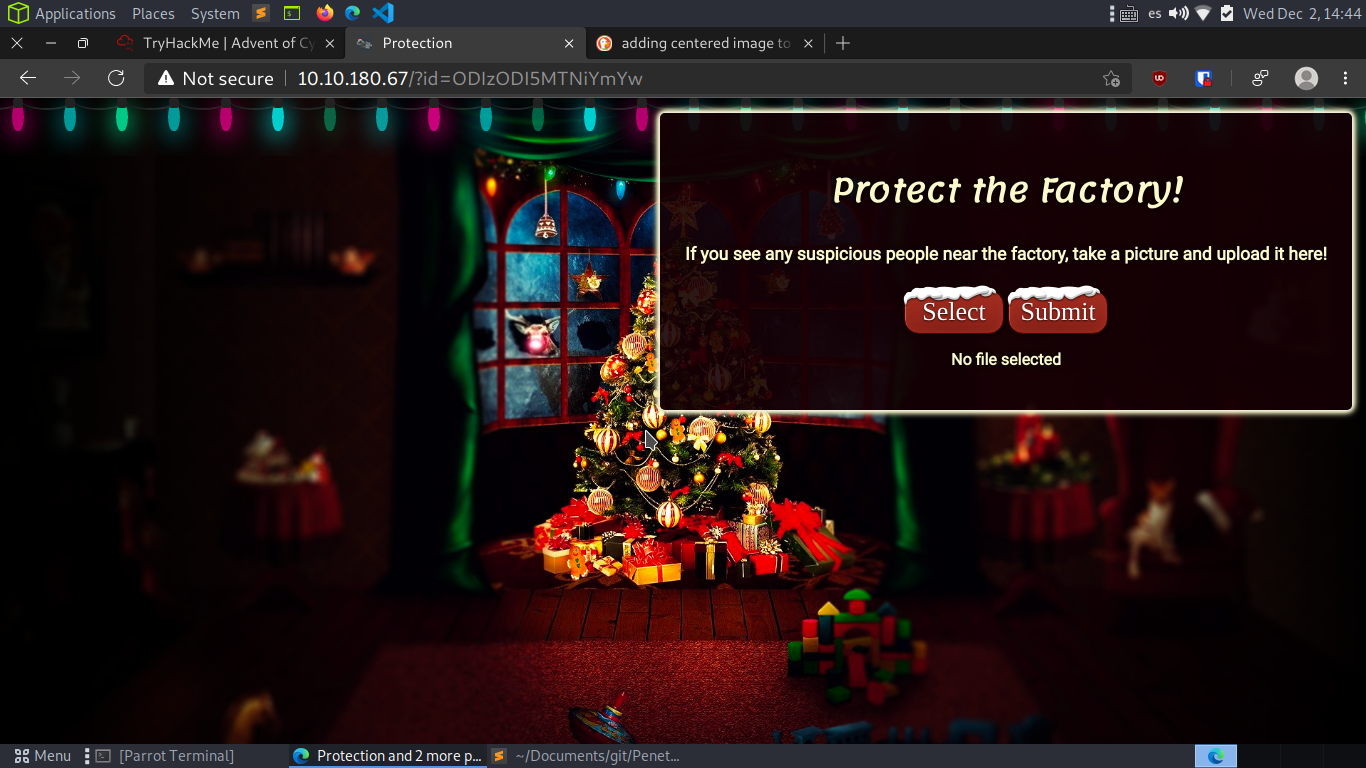 Applications Places System es Wed Dec 2, 14:44
TryHackMe | Advent of Cy Protection adding centered image to
Not secure 10.10.180.67/?id=ODIzODI5MTNiYmYw
Protect the Factory!
If you see any suspicious people near the factory, take a picture and upload it here!
Select Submit
No file selected
Menu [Parrot Terminal] Protection and 2 more p... ~/Documents/git/Penet...